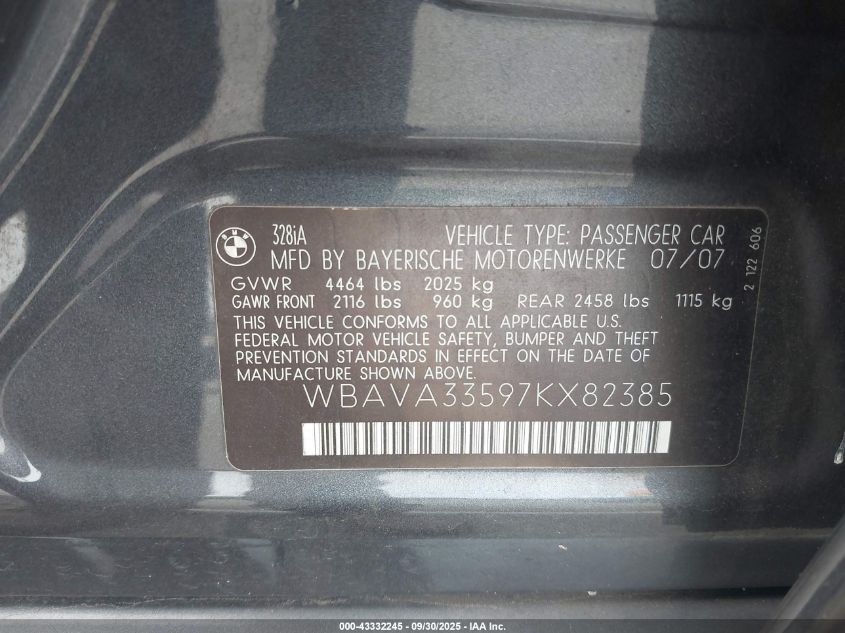 BMW
328iA VEHICLE TYPE: PASSENGER CAR
MFD BY BAYERISCHE MOTORENWERKE 07/07
GVWR 4464 lbs 2025 kg
GAWR FRONT 2116 lbs 960 kg REAR 2458 lbs 1115 kg
THIS VEHICLE CONFORMS TO ALL APPLICABLE U.S.
FEDERAL MOTOR VEHICLE SAFETY, BUMPER AND THEFT
PREVENTION STANDARDS IN EFFECT ON THE DATE OF
MANUFACTURE SHOWN ABOVE.
WBAVA33597KX82385
2 122 606
000-43332245 - 09/30/2025 - IAA Inc.